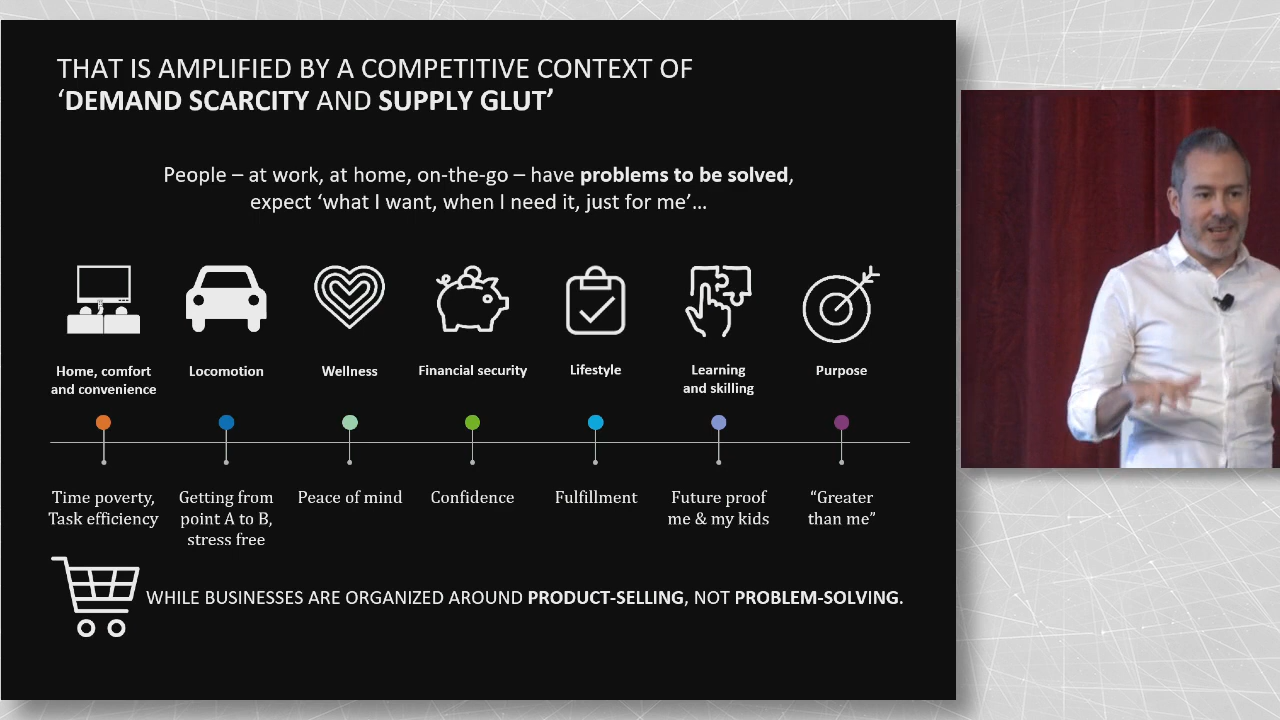 THAT IS AMPLIFIED BY A COMPETITIVE CONTEXT OF
‘DEMAND SCARCITY AND SUPPLY GLUT’
People – at work, at home, on-the-go – have problems to be solved,
expect ‘what I want, when I need it, just for me’…
Home, comfort
and convenience
Locomotion
Wellness
Financial security
Lifestyle
Learning
and skilling
Purpose
Time poverty,
Task efficiency
Getting from
point A to B,
stress free
Peace of mind
Confidence
Fulfillment
Future proof
me & my kids
“Greater
than me”
WHILE BUSINESSES ARE ORGANIZED AROUND PRODUCT-SELLING, NOT PROBLEM-SOLVING.